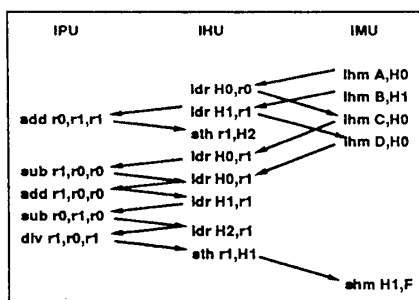 IPU IHU IMU
lhm A,H0
ldr H0,r0
lhm B,H1
ldr H1,r1
add r0,r1,r1
lhm C,H0
sth r1,H2
lhm D,H0
ldr H0,r1
sub r1,r0,r0
ldr H0,r1
add r1,r0,r0
ldr H1,r1
sub r0,r1,r0
ldr H2,r1
div r1,r0,r1
sth r1,H1
shm H1,F